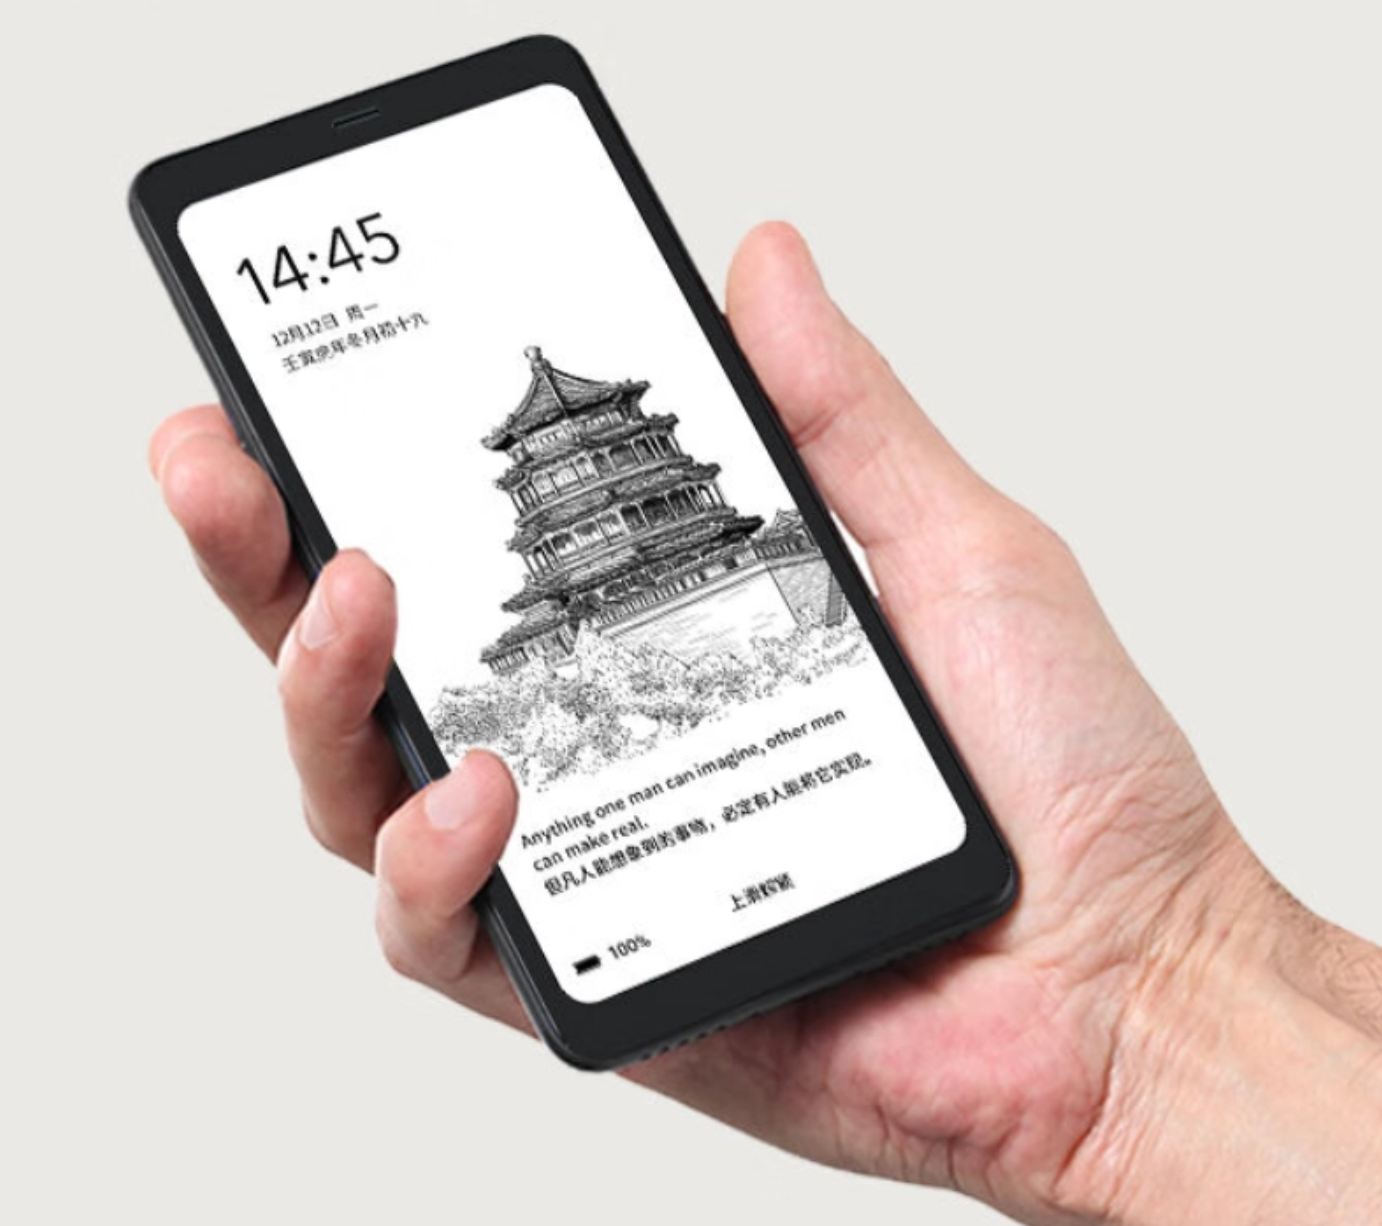 14:45
12月12日 周一
壬寅虎年冬月初十九
Anything one man can imagine, other men
can make real.
但凡人能想象到的事物，必定有人能将它实现。
上滑解锁
100%